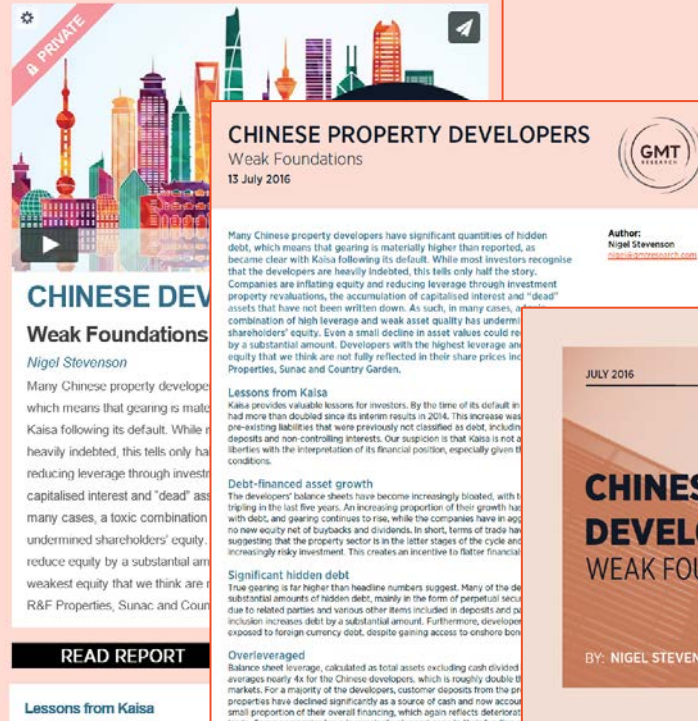 PRIVATE
CHINESE DEV
Weak Foundations
Nigel Stevenson
Many Chinese property develope
which means that gearing is mate
Kaisa following its default. While
heavily indebted, this tells only ha
reducing leverage through investr
capitalised interest and "dead" ass
many cases, a toxic combination
undermined shareholders' equity.
reduce equity by a substantial am
weakest equity that we think are
R&F Properties, Sunac and Coun
READ REPORT
Lessons from Kaisa
CHINESE PROPERTY DEVELOPERS
Weak Foundations
13 July 2016
GMT
RESEARCH
Author:
Nigel Stevenson
nigel@gmtresearch.com
Many Chinese property developers have significant quantities of hidden
debt, which means that gearing is materially higher than reported, as
became clear with Kaisa following its default. While most investors recognise
that the developers are heavily indebted, this tells only half the story.
Companies are inflating equity and reducing leverage through investment
property revaluations, the accumulation of capitalised interest and "dead"
assets that have not been written down. As such, in many cases, a
combination of high leverage and weak asset quality has undermi
shareholders' equity. Even a small decline in asset values could re
by a substantial amount. Developers with the highest leverage an
equity that we think are not fully reflected in their share prices inc
Properties, Sunac and Country Garden.
Lessons from Kaisa
Kaisa provides valuable lessons for investors. By the time of its default in
had more than doubled since its interim results in 2014. This increase was
pre-existing liabilities that were previously not classified as debt, includin
deposits and non-controlling interests. Our suspicion is that Kaisa is not a
liberties with the interpretation of its financial position, especially given th
conditions.
Debt-financed asset growth
The developers' balance sheets have become increasingly bloated, with t
tripling in the last five years. An increasing proportion of their growth has
with debt, and gearing continues to rise, while the companies have in agg
no new equity net of buybacks and dividends. In short, terms of trade hav
suggesting that the property sector is in the latter stages of the cycle and
increasingly risky investment. This creates an incentive to flatter financial
Significant hidden debt
True gearing is far higher than headline numbers suggest. Many of the de
substantial amounts of hidden debt, mainly in the form of perpetual secu
due to related parties and various other items included in deposits and pa
inclusion increases debt by a substantial amount. Furthermore, developer
exposed to foreign currency debt, despite gaining access to onshore bon
Overleveraged
Balance sheet leverage, calculated as total assets excluding cash divided
averages nearly 4x for the Chinese developers, which is roughly double th
markets. For a majority of the developers, customer deposits from the pr
properties have declined significantly as a source of cash and now accou
small proportion of their overall financing, which again reflects deteriorat
JULY 2016
CHINES
DEVEL
WEAK FOU
BY: NIGEL STEVEN